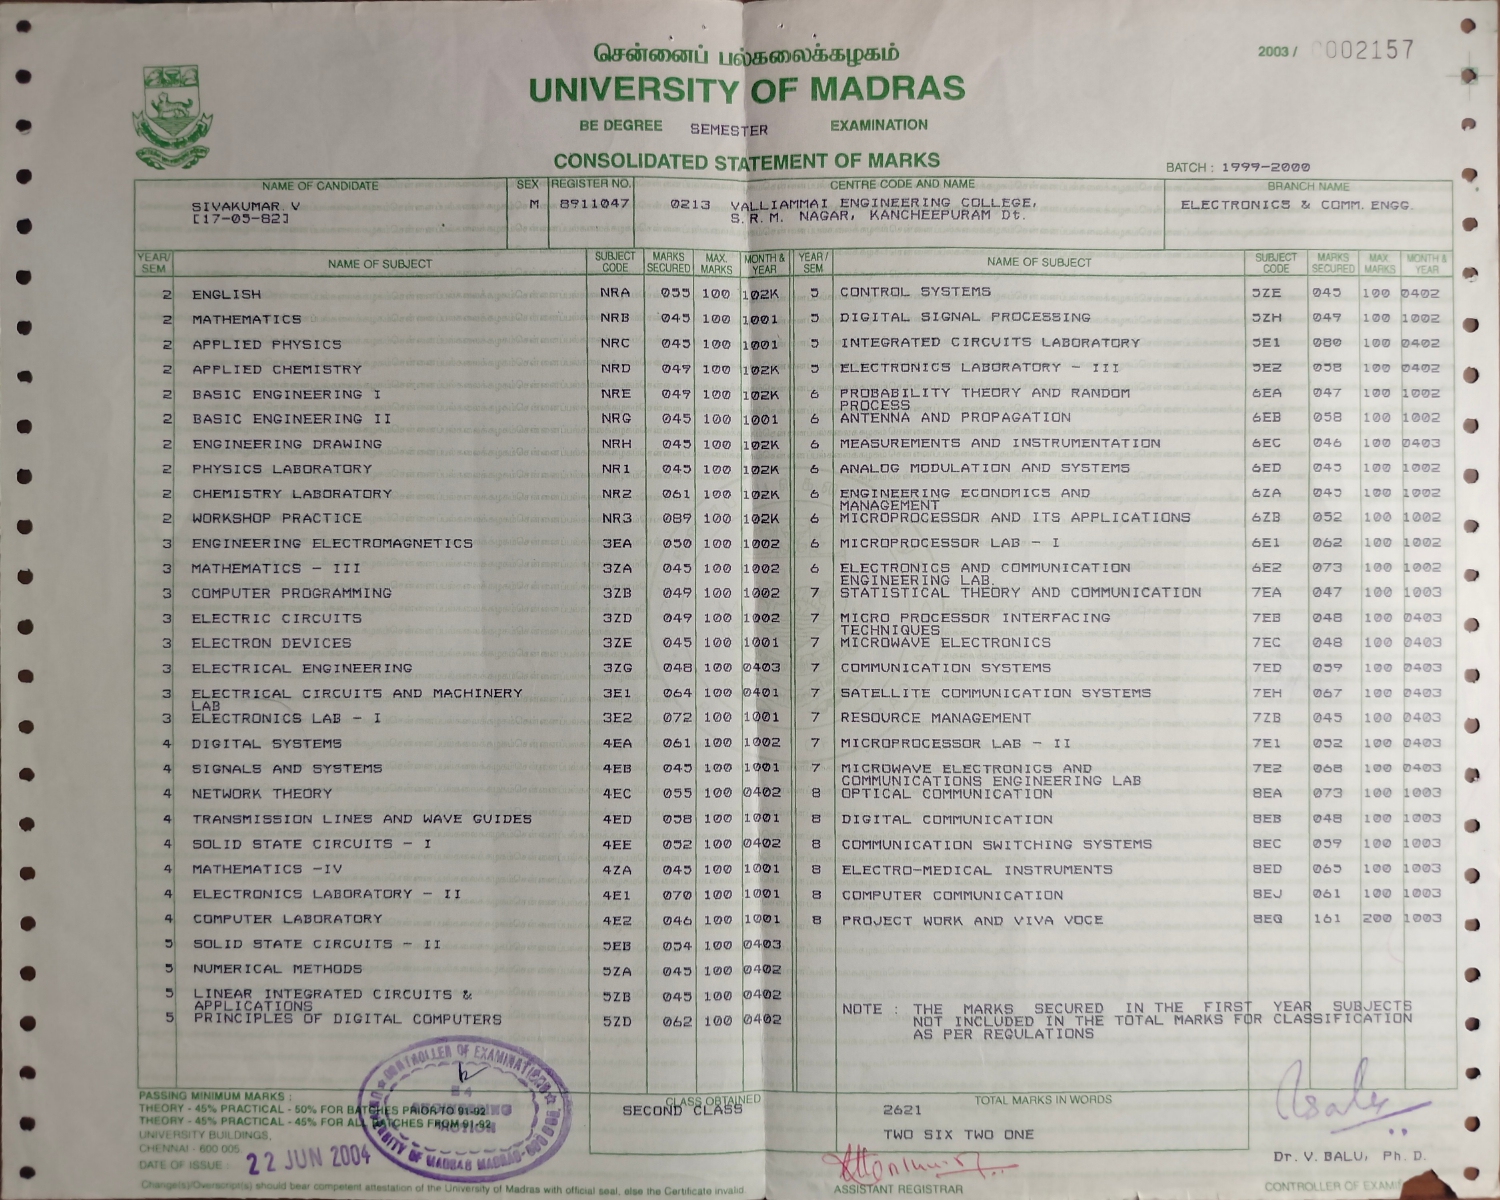 சென்னைப் பல்கலைக்கழகம்
2003 / 0002157
UNIVERSITY OF MADRAS
BE DEGREE SEMESTER EXAMINATION
CONSOLIDATED STATEMENT OF MARKS
BATCH : 1999-2000
NAME OF CANDIDATE SEX REGISTER NO. CENTRE CODE AND NAME BRANCH NAME
SIVAKUMAR. V M 8911047 0213 VALLIAMMAI ENGINEERING COLLEGE, ELECTRONICS & COMM. ENGG.
[17-05-82] S.R.M. NAGAR, KANCHEEPURAM Dt.
YEAR/ SEM NAME OF SUBJECT SUBJECT CODE MARKS SECURED MAX. MARKS MONTH & YEAR
2 ENGLISH NRA 055 100 102K
2 MATHEMATICS NRB 045 100 1001
2 APPLIED PHYSICS NRC 045 100 1001
2 APPLIED CHEMISTRY NRD 049 100 102K
2 BASIC ENGINEERING I NRE 049 100 102K
2 BASIC ENGINEERING II NRG 045 100 1001
2 ENGINEERING DRAWING NRH 045 100 102K
2 PHYSICS LABORATORY NR1 045 100 102K
2 CHEMISTRY LABORATORY NR2 061 100 102K
2 WORKSHOP PRACTICE NR3 089 100 102K
3 ENGINEERING ELECTROMAGNETICS 3EA 050 100 1002
3 MATHEMATICS - III 3ZA 045 100 1002
3 COMPUTER PROGRAMMING 3ZB 049 100 1002
3 ELECTRIC CIRCUITS 3ZD 049 100 1002
3 ELECTRON DEVICES 3ZE 045 100 1001
3 ELECTRICAL ENGINEERING 3ZG 048 100 0403
3 ELECTRICAL CIRCUITS AND MACHINERY 3E1 064 100 0401
LAB
3 ELECTRONICS LAB - I 3E2 072 100 1001
4 DIGITAL SYSTEMS 4EA 061 100 1002
4 SIGNALS AND SYSTEMS 4EB 045 100 1001
4 NETWORK THEORY 4EC 055 100 0402
4 TRANSMISSION LINES AND WAVE GUIDES 4ED 058 100 1001
4 SOLID STATE CIRCUITS - I 4EE 052 100 0402
4 MATHEMATICS -IV 4ZA 045 100 1001
4 ELECTRONICS LABORATORY - II 4E1 070 100 1001
4 COMPUTER LABORATORY 4E2 046 100 1001
5 SOLID STATE CIRCUITS - II 5EB 054 100 0403
5 NUMERICAL METHODS 5ZA 045 100 0402
5 LINEAR INTEGRATED CIRCUITS & 5ZB 045 100 0402
APPLICATIONS
5 PRINCIPLES OF DIGITAL COMPUTERS 5ZD 062 100 0402
YEAR / SEM NAME OF SUBJECT SUBJECT CODE MARKS SECURED MAX. MARKS MONTH & YEAR
5 CONTROL SYSTEMS 5ZE 045 100 0402
5 DIGITAL SIGNAL PROCESSING 5ZH 049 100 1002
5 INTEGRATED CIRCUITS LABORATORY 5E1 080 100 0402
5 ELECTRONICS LABORATORY - III 5E2 058 100 0402
6 PROBABILITY THEORY AND RANDOM 6EA 047 100 1002
PROCESS
6 ANTENNA AND PROPAGATION 6EB 058 100 1002
6 MEASUREMENTS AND INSTRUMENTATION 6EC 046 100 0403
6 ANALOG MODULATION AND SYSTEMS 6ED 045 100 1002
6 ENGINEERING ECONOMICS AND 6ZA 045 100 1002
MANAGEMENT
6 MICROPROCESSOR AND ITS APPLICATIONS 6ZB 052 100 1002
6 MICROPROCESSOR LAB - I 6E1 062 100 1002
6 ELECTRONICS AND COMMUNICATION 6E2 073 100 1002
ENGINEERING LAB.
7 STATISTICAL THEORY AND COMMUNICATION 7EA 047 100 1003
7 MICRO PROCESSOR INTERFACING 7EB 048 100 0403
TECHNIQUES
7 MICROWAVE ELECTRONICS 7EC 048 100 0403
7 COMMUNICATION SYSTEMS 7ED 059 100 0403
7 SATELLITE COMMUNICATION SYSTEMS 7EH 067 100 0403
7 RESOURCE MANAGEMENT 7ZB 045 100 0403
7 MICROPROCESSOR LAB - II 7E1 052 100 0403
7 MICROWAVE ELECTRONICS AND 7E2 068 100 0403
COMMUNICATIONS ENGINEERING LAB
8 OPTICAL COMMUNICATION 8EA 073 100 1003
8 DIGITAL COMMUNICATION 8EB 048 100 1003
8 COMMUNICATION SWITCHING SYSTEMS 8EC 059 100 1003
8 ELECTRO-MEDICAL INSTRUMENTS 8ED 065 100 1003
8 COMPUTER COMMUNICATION 8EJ 061 100 1003
8 PROJECT WORK AND VIVA VOCE 8EQ 161 200 1003
NOTE : THE MARKS SECURED IN THE FIRST YEAR SUBJECTS
NOT INCLUDED IN THE TOTAL MARKS FOR CLASSIFICATION
AS PER REGULATIONS
PASSING MINIMUM MARKS :
THEORY - 45% PRACTICAL - 50% FOR BATCHES PRIOR TO 91-92
THEORY - 45% PRACTICAL - 45% FOR ALL BATCHES FROM 91-92
UNIVERSITY BUILDINGS,
CHENNAI - 600 005.
DATE OF ISSUE : 22 JUN 2004
CONTROLLER OF EXAMINATIONS
UNIVERSITY OF MADRAS
CLASS OBTAINED
SECOND CLASS
TOTAL MARKS IN WORDS
2621
TWO SIX TWO ONE
Dr. V. BALU, Ph. D.
ASSISTANT REGISTRAR
CONTROLLER OF EXAMI
Change(s)/Overscript(s) should bear competent attestation of the University of Madras with official seal, else the Certificate invalid.